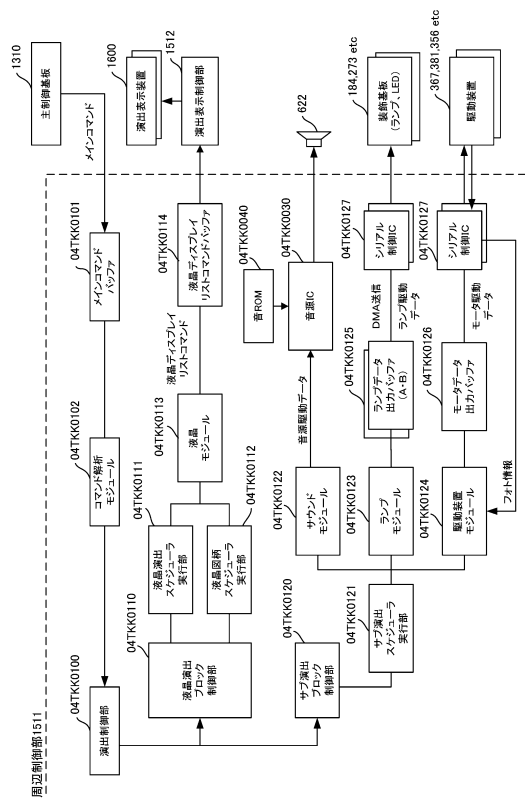 周辺制御部1511
1310
主制御基板
メインコマンド
04TKK0101
メインコマンド
バッファ
04TKK0102
コマンド解析
モジュール
04TKK0100
演出制御部
1600
演出表示装置
1512
演出表示制御部
04TKK0114
液晶ディスプレイ
リストコマンドバッファ
液晶ディスプレイ
リストコマンド
04TKK0113
液晶
モジュール
04TKK0111
液晶演出
スケジューラ
実行部
04TKK0112
液晶図柄
スケジューラ
実行部
04TKK0110
液晶演出
ブロック
制御部
622
04TKK0040
音ROM
04TKK0030
音源IC
音源駆動データ
04TKK0122
サウンド
モジュール
04TKK0120
サブ演出
ブロック
制御部
184,273 etc
装飾基板
(ランプ、LED)
04TKK0127
シリアル
制御IC
DMA送信
ランプ駆動
データ
04TKK0125
ランプデータ
出力バッファ
(A・B)
04TKK0123
ランプ
モジュール
04TKK0121
サブ演出
スケジューラ
実行部
367,381,356 etc
駆動装置
04TKK0127
シリアル
制御IC
モータ駆動
データ
04TKK0126
モータデータ
出力バッファ
04TKK0124
駆動装置
モジュール
フォト情報